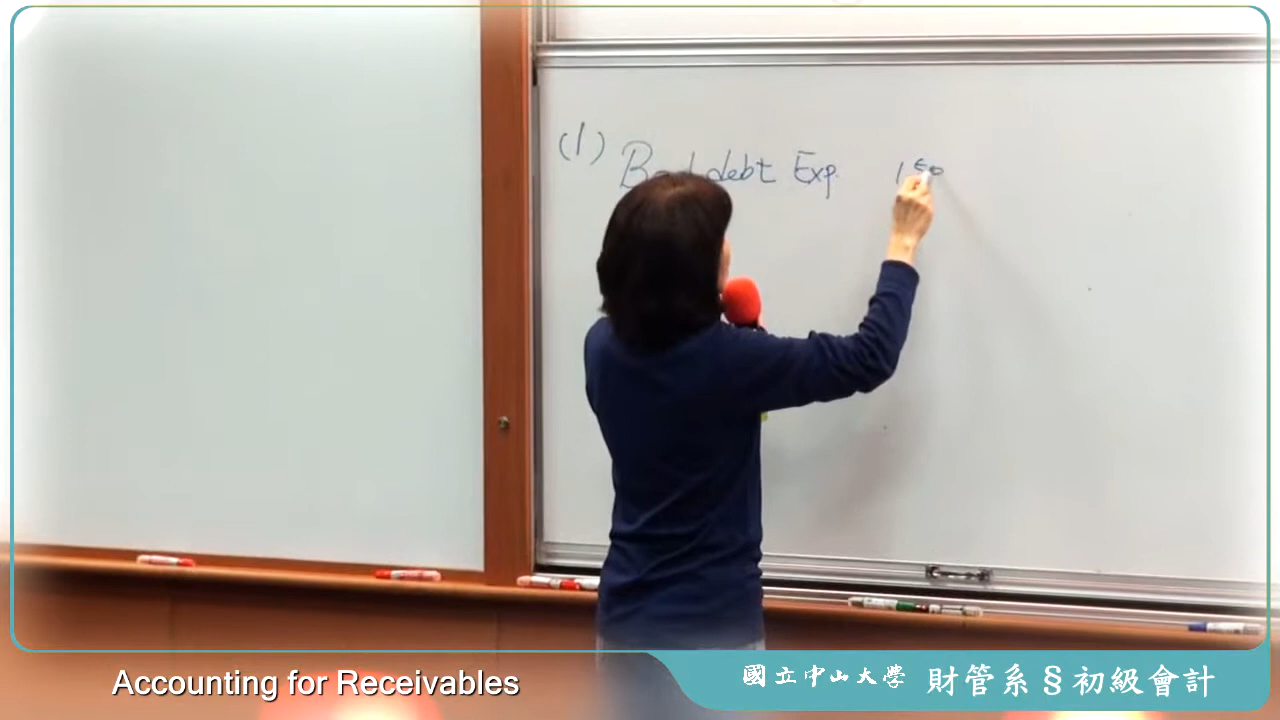 (1) Bad debt Exp. 150
Accounting for Receivables
國立中山大學 財管系§初級會計